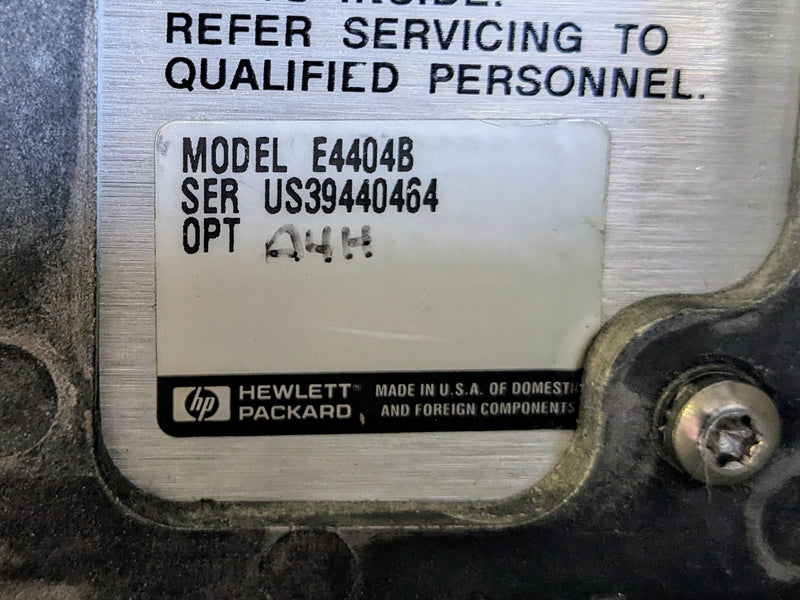 INSIDE.
REFER SERVICING TO
QUALIFIED PERSONNEL.
MODEL E4404B
SER US39440464
OPT A4H
hp HEWLETT® PACKARD
MADE IN U.S.A. OF DOMESTIC
AND FOREIGN COMPONENTS